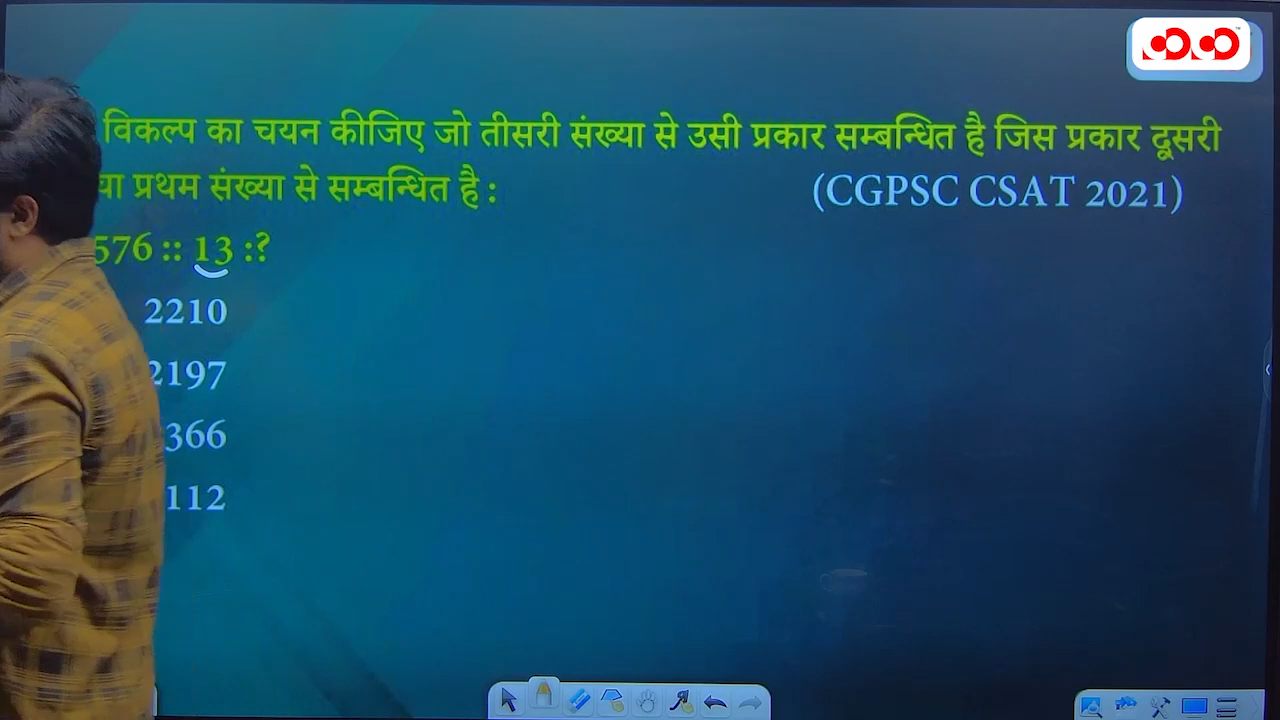 विकल्प का चयन कीजिए जो तीसरी संख्या से उसी प्रकार सम्बन्धित है जिस प्रकार दूसरी
प्रथम संख्या से सम्बन्धित है :
(CGPSC CSAT 2021)
576 :: 13 :?
2210
2197
366
112